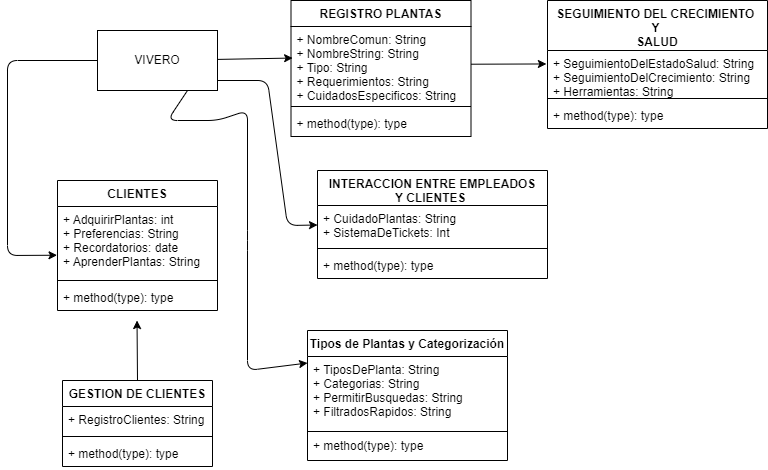 VIVERO
REGISTRO PLANTAS
+ NombreComun: String
+ NombreString: String
+ Tipo: String
+ Requerimientos: String
+ CuidadosEspecificos: String
+ method(type): type
SEGUIMIENTO DEL CRECIMIENTO
Y
SALUD
+ SeguimientoDelEstadoSalud: String
+ SeguimientoDelCrecimiento: String
+ Herramientas: String
+ method(type): type
CLIENTES
+ AdquirirPlantas: int
+ Preferencias: String
+ Recordatorios: date
+ AprenderPlantas: String
+ method(type): type
INTERACCION ENTRE EMPLEADOS
Y CLIENTES
+ CuidadoPlantas: String
+ SistemaDeTickets: Int
+ method(type): type
Tipos de Plantas y Categorización
+ TiposDePlanta: String
+ Categorias: String
+ PermitirBusquedas: String
+ FiltradosRapidos: String
+ method(type): type
GESTION DE CLIENTES
+ RegistroClientes: String
+ method(type): type